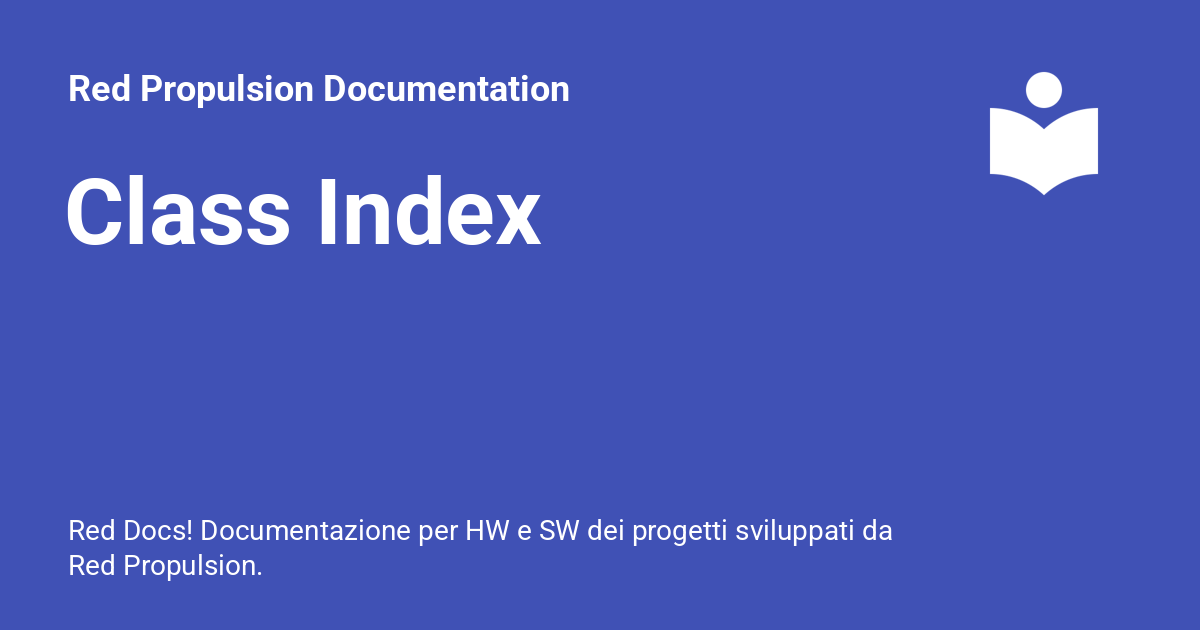 Red Propulsion Documentation
Class Index
Red Docs! Documentazione per HW e SW dei progetti sviluppati da
Red Propulsion.